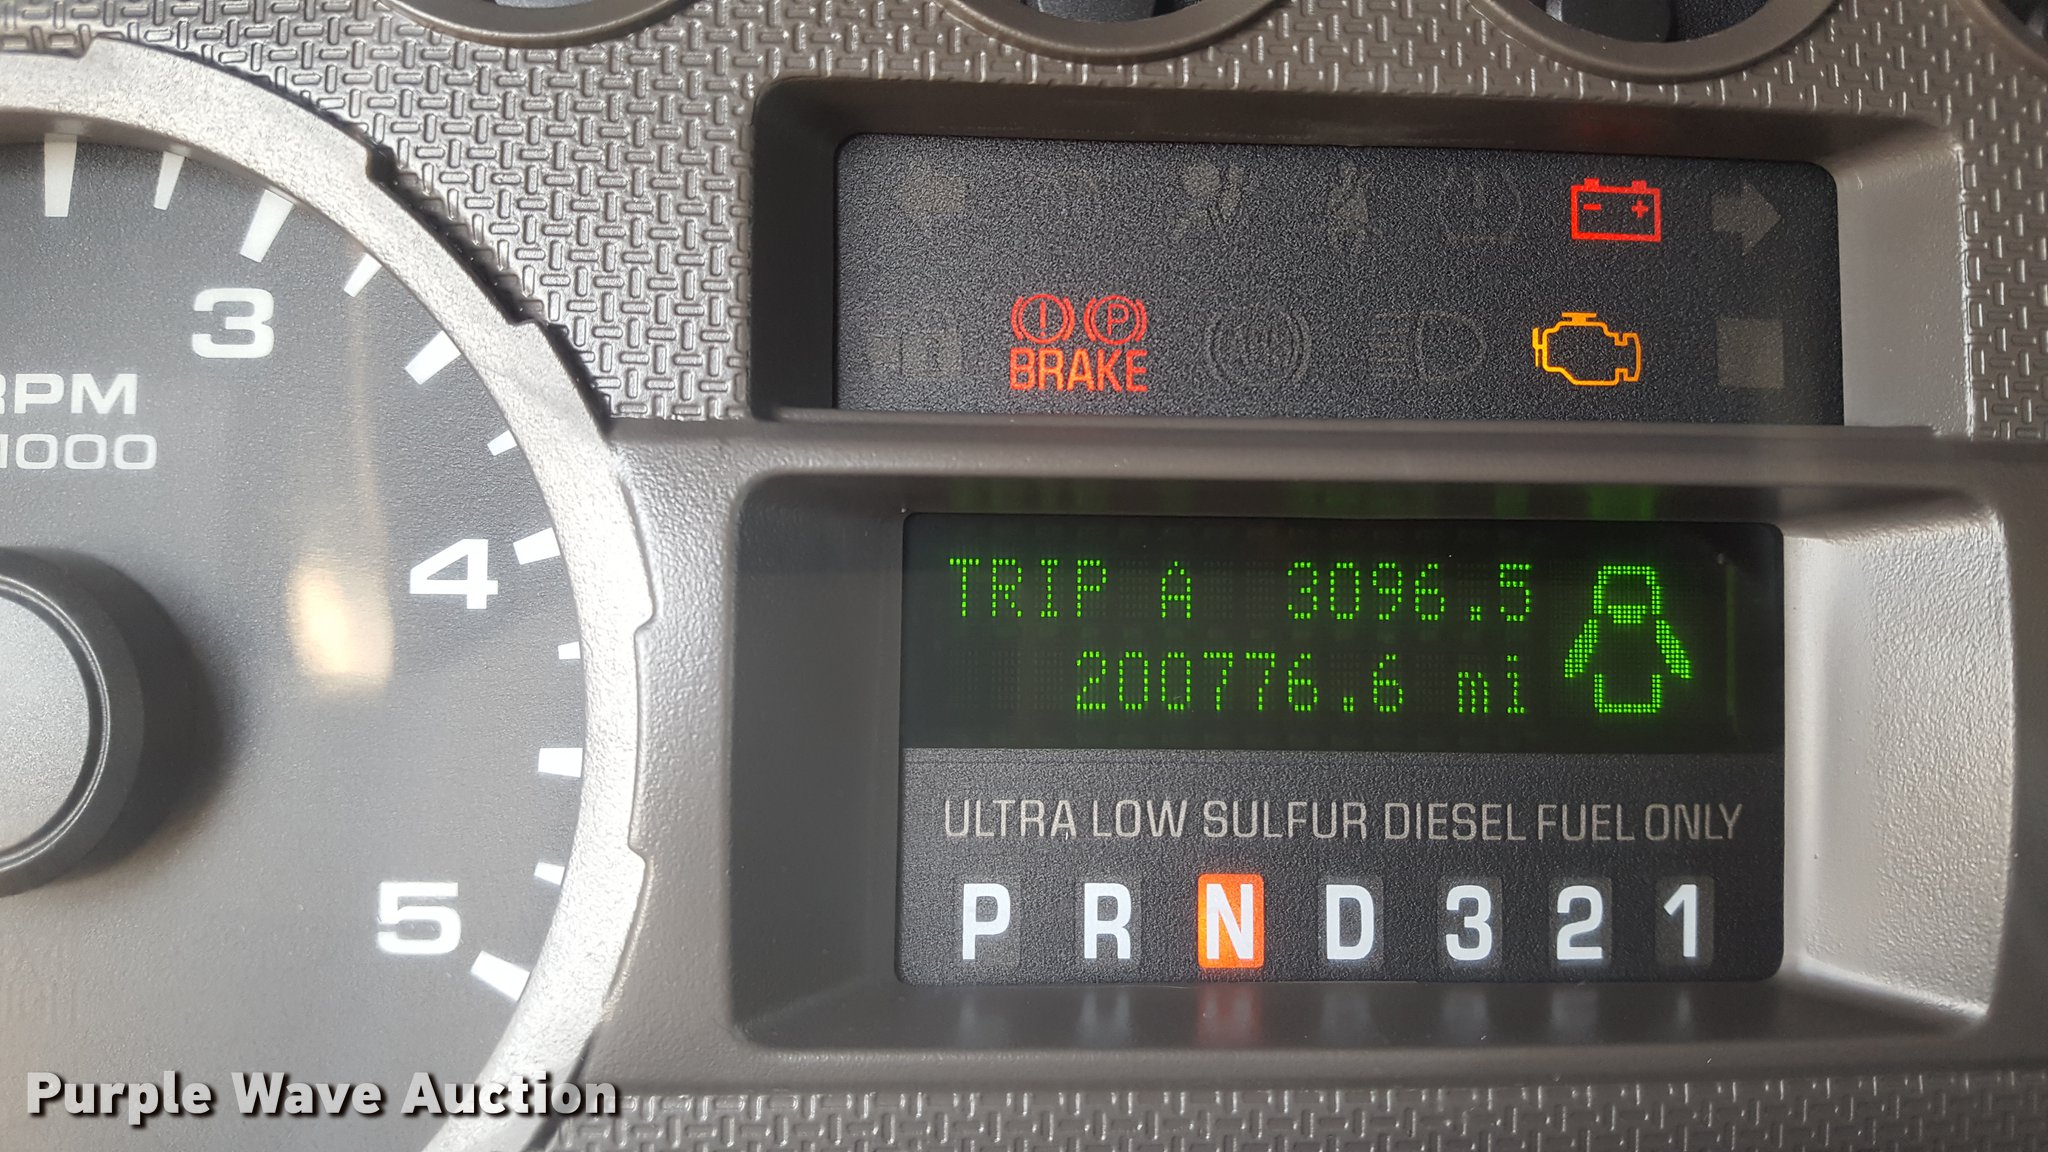 3
RPM
1000
4
5
BRAKE
TRIP A 3096.5
200776.6 mi
ULTRA LOW SULFUR DIESEL FUEL ONLY
P R N D 3 2 1
Purple Wave Auction